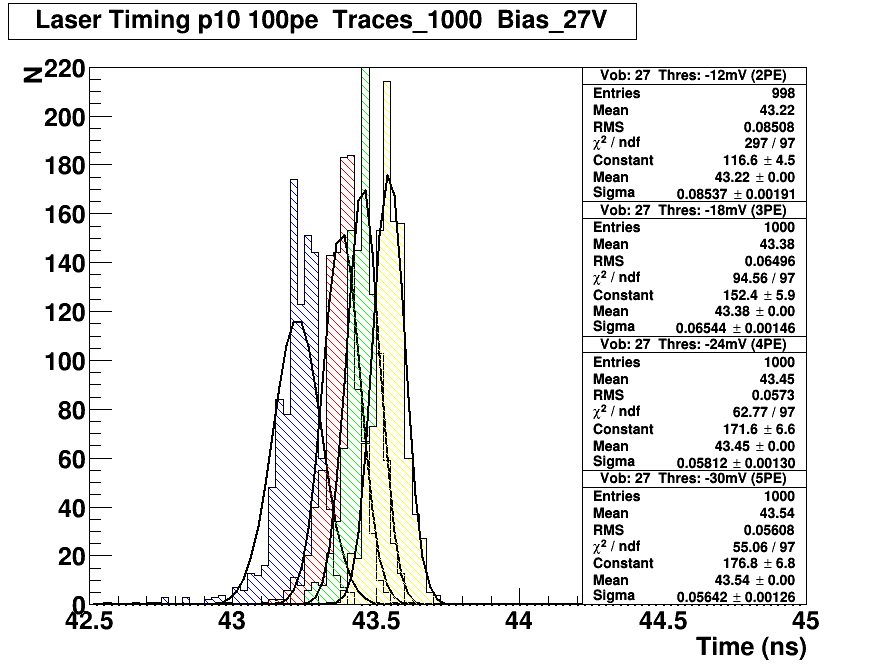 Laser Timing p10 100pe  Traces_1000  Bias_27V
N
220
200
180
160
140
120
100
80
60
40
20
0
42.5 43 43.5 44 44.5 45
Time (ns)
Vob: 27  Thres: -12mV (2PE)
Entries 998
Mean 43.22
RMS 0.08508
χ² / ndf 297 / 97
Constant 116.6 ± 4.5
Mean 43.22 ± 0.00
Sigma 0.08537 ± 0.00191
Vob: 27  Thres: -18mV (3PE)
Entries 1000
Mean 43.38
RMS 0.06496
χ² / ndf 94.56 / 97
Constant 152.4 ± 5.9
Mean 43.38 ± 0.00
Sigma 0.06544 ± 0.00146
Vob: 27  Thres: -24mV (4PE)
Entries 1000
Mean 43.45
RMS 0.0573
χ² / ndf 62.77 / 97
Constant 171.6 ± 6.6
Mean 43.45 ± 0.00
Sigma 0.05812 ± 0.00130
Vob: 27  Thres: -30mV (5PE)
Entries 1000
Mean 43.54
RMS 0.05608
χ² / ndf 55.06 / 97
Constant 176.8 ± 6.8
Mean 43.54 ± 0.00
Sigma 0.05642 ± 0.00126